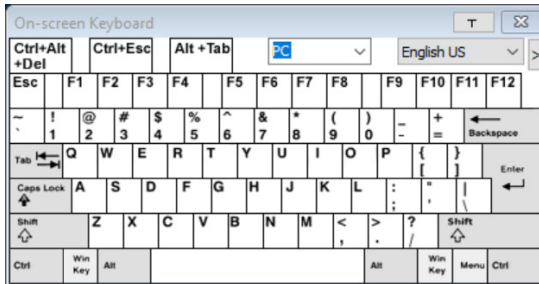 On-screen Keyboard
Ctrl+Alt +Del Ctrl+Esc Alt +Tab PC English US >
Esc F1 F2 F3 F4 F5 F6 F7 F8 F9 F10 F11 F12
~ ! @ # $ % ^ & * ( ) _ +
` 1 2 3 4 5 6 7 8 9 0 - = Backspace
Tab Q W E R T Y U I O P { }
[ ] Enter
Caps Lock A S D F G H J K L : " |
; ' \
Shift Z X C V B N M < > ? Shift
, . /
Ctrl Win Key Alt Alt Win Key Menu Ctrl